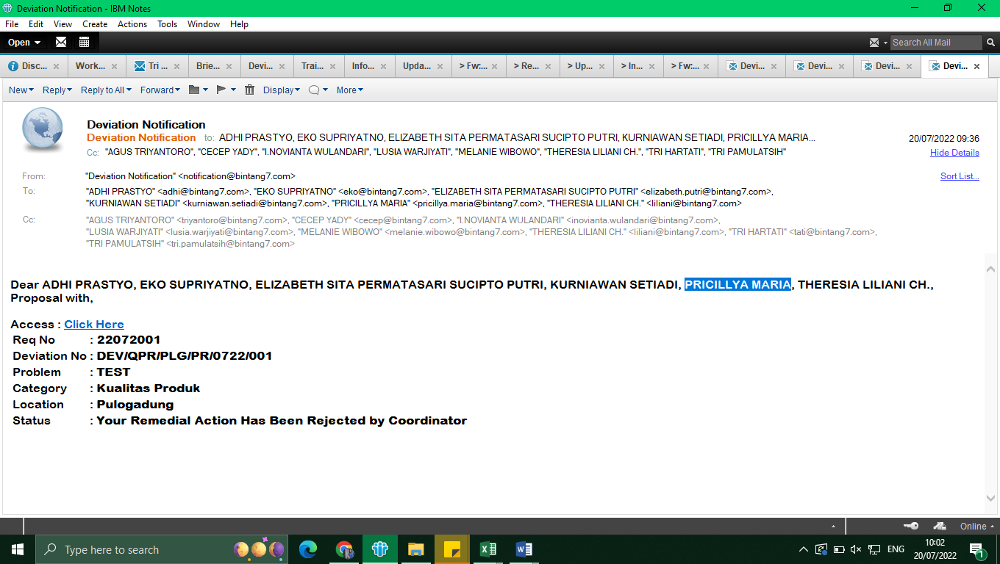 Deviation Notification - IBM Notes
File Edit View Create Actions Tools Window Help
Open Search All Mail
Disc... Work... Tri ... Brie... Devi... Trai... Info... Upda... > Fw:... > Re... > Up... > In... > Fw:... Devi... Devi... Devi... Devi...
New Reply Reply to All Forward Display More
Deviation Notification
Deviation Notification to: ADHI PRASTYO, EKO SUPRIYATNO, ELIZABETH SITA PERMATASARI SUCIPTO PUTRI, KURNIAWAN SETIADI, PRICILLYA MARIA... 20/07/2022 09:36
Cc: "AGUS TRIYANTORO", "CECEP YADY", "I.NOVIANTA WULANDARI", "LUSIA WARJIYATI", "MELANIE WIBOWO", "THERESIA LILIANI CH.", "TRI HARTATI", "TRI PAMULATSIH" Hide Details
From: "Deviation Notification" <notification@bintang7.com> Sort List...
To: "ADHI PRASTYO" <adhi@bintang7.com>, "EKO SUPRIYATNO" <eko@bintang7.com>, "ELIZABETH SITA PERMATASARI SUCIPTO PUTRI" <elizabeth.putri@bintang7.com>,
"KURNIAWAN SETIADI" <kurniawan.setiadi@bintang7.com>, "PRICILLYA MARIA" <pricillya.maria@bintang7.com>, "THERESIA LILIANI CH." <liliani@bintang7.com>
Cc: "AGUS TRIYANTORO" <triyantoro@bintang7.com>, "CECEP YADY" <cecep@bintang7.com>, "I.NOVIANTA WULANDARI" <inovianta.wulandari@bintang7.com>,
"LUSIA WARJIYATI" <lusia.warjiyati@bintang7.com>, "MELANIE WIBOWO" <melanie.wibowo@bintang7.com>, "THERESIA LILIANI CH." <liliani@bintang7.com>, "TRI HARTATI" <tati@bintang7.com>,
"TRI PAMULATSIH" <tri.pamulatsih@bintang7.com>
Dear ADHI PRASTYO, EKO SUPRIYATNO, ELIZABETH SITA PERMATASARI SUCIPTO PUTRI, KURNIAWAN SETIADI, PRICILLYA MARIA, THERESIA LILIANI CH.,
Proposal with,
Access : Click Here
Req No : 22072001
Deviation No : DEV/QPR/PLG/PR/0722/001
Problem : TEST
Category : Kualitas Produk
Location : Pulogadung
Status : Your Remedial Action Has Been Rejected by Coordinator
Online
Type here to search ENG 10:02
20/07/2022 1